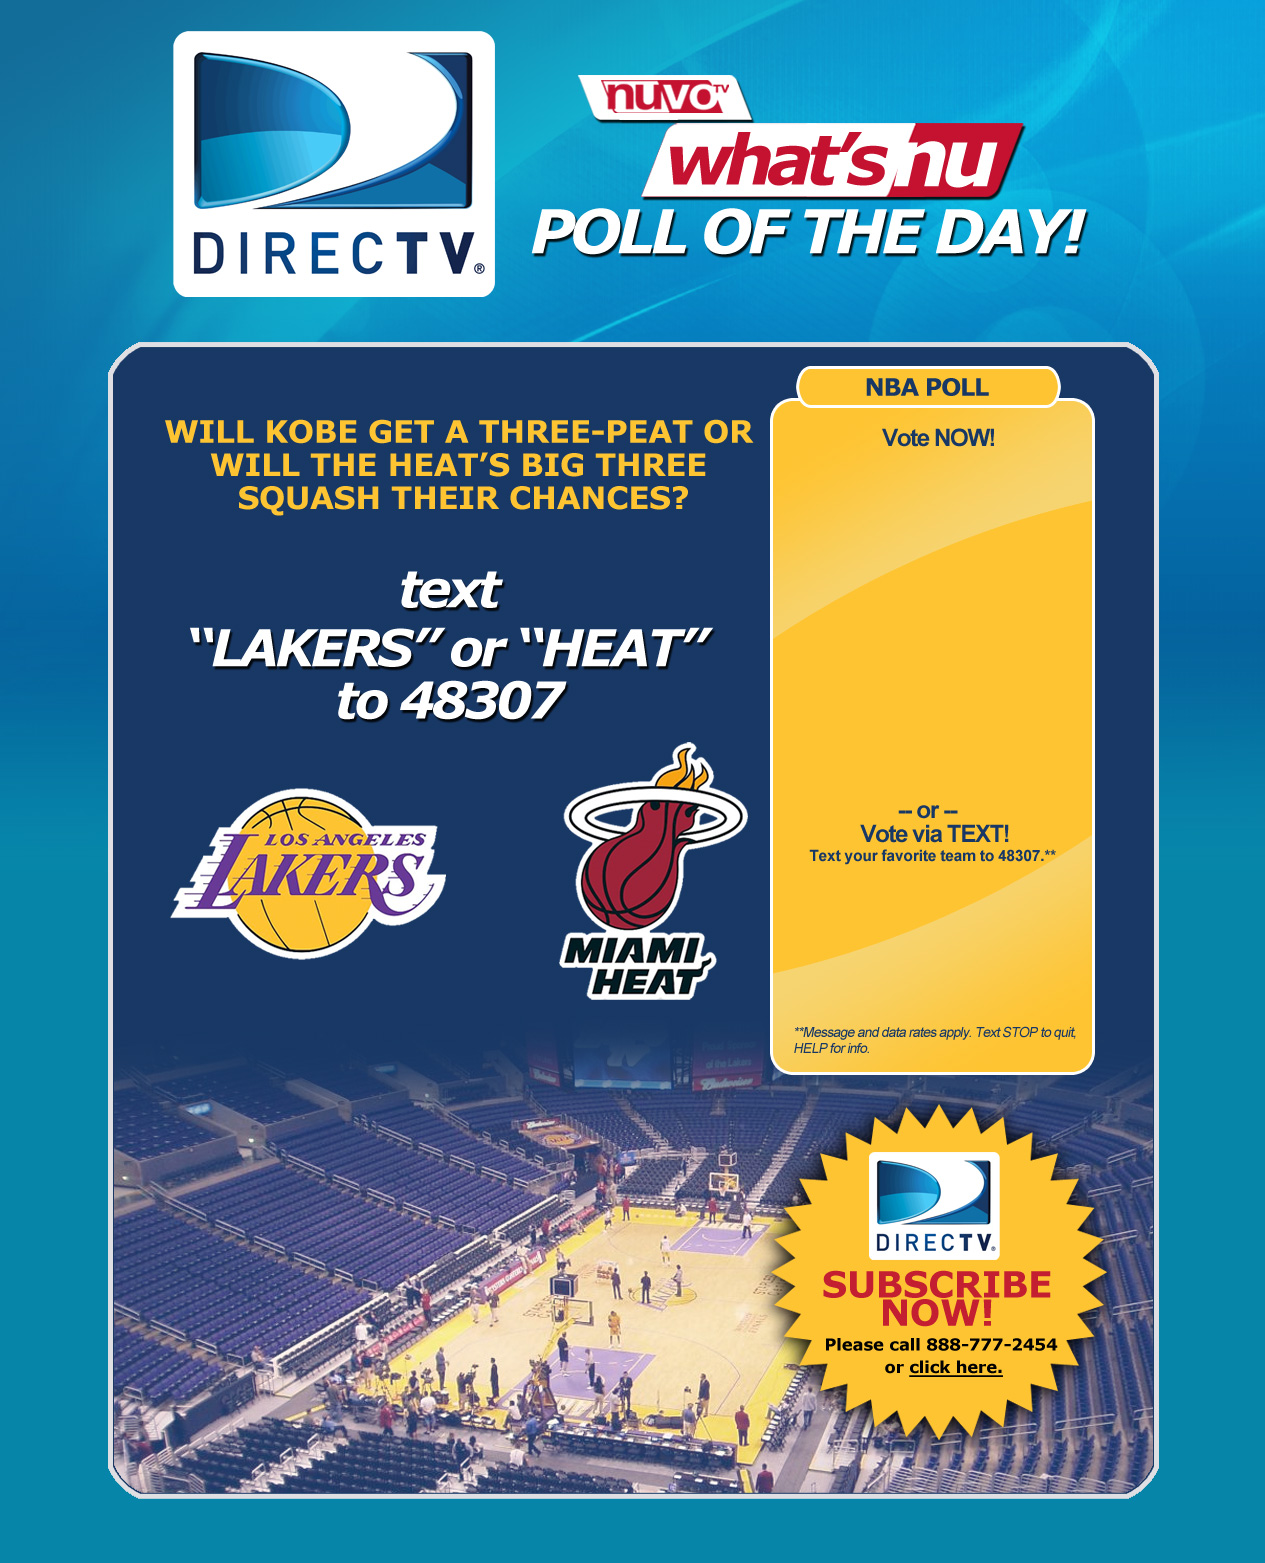 DIRECTV®
nuvoTV
what's nu
POLL OF THE DAY!
WILL KOBE GET A THREE-PEAT OR
WILL THE HEAT'S BIG THREE
SQUASH THEIR CHANCES?
text
“LAKERS” or “HEAT”
to 48307
LOS ANGELES
LAKERS
MIAMI
HEAT
NBA POLL
Vote NOW!
-- or --
Vote via TEXT!
Text your favorite team to 48307.**
**Message and data rates apply. Text STOP to quit,
HELP for info.
DIRECTV®
SUBSCRIBE
NOW!
Please call 888-777-2454
or click here.